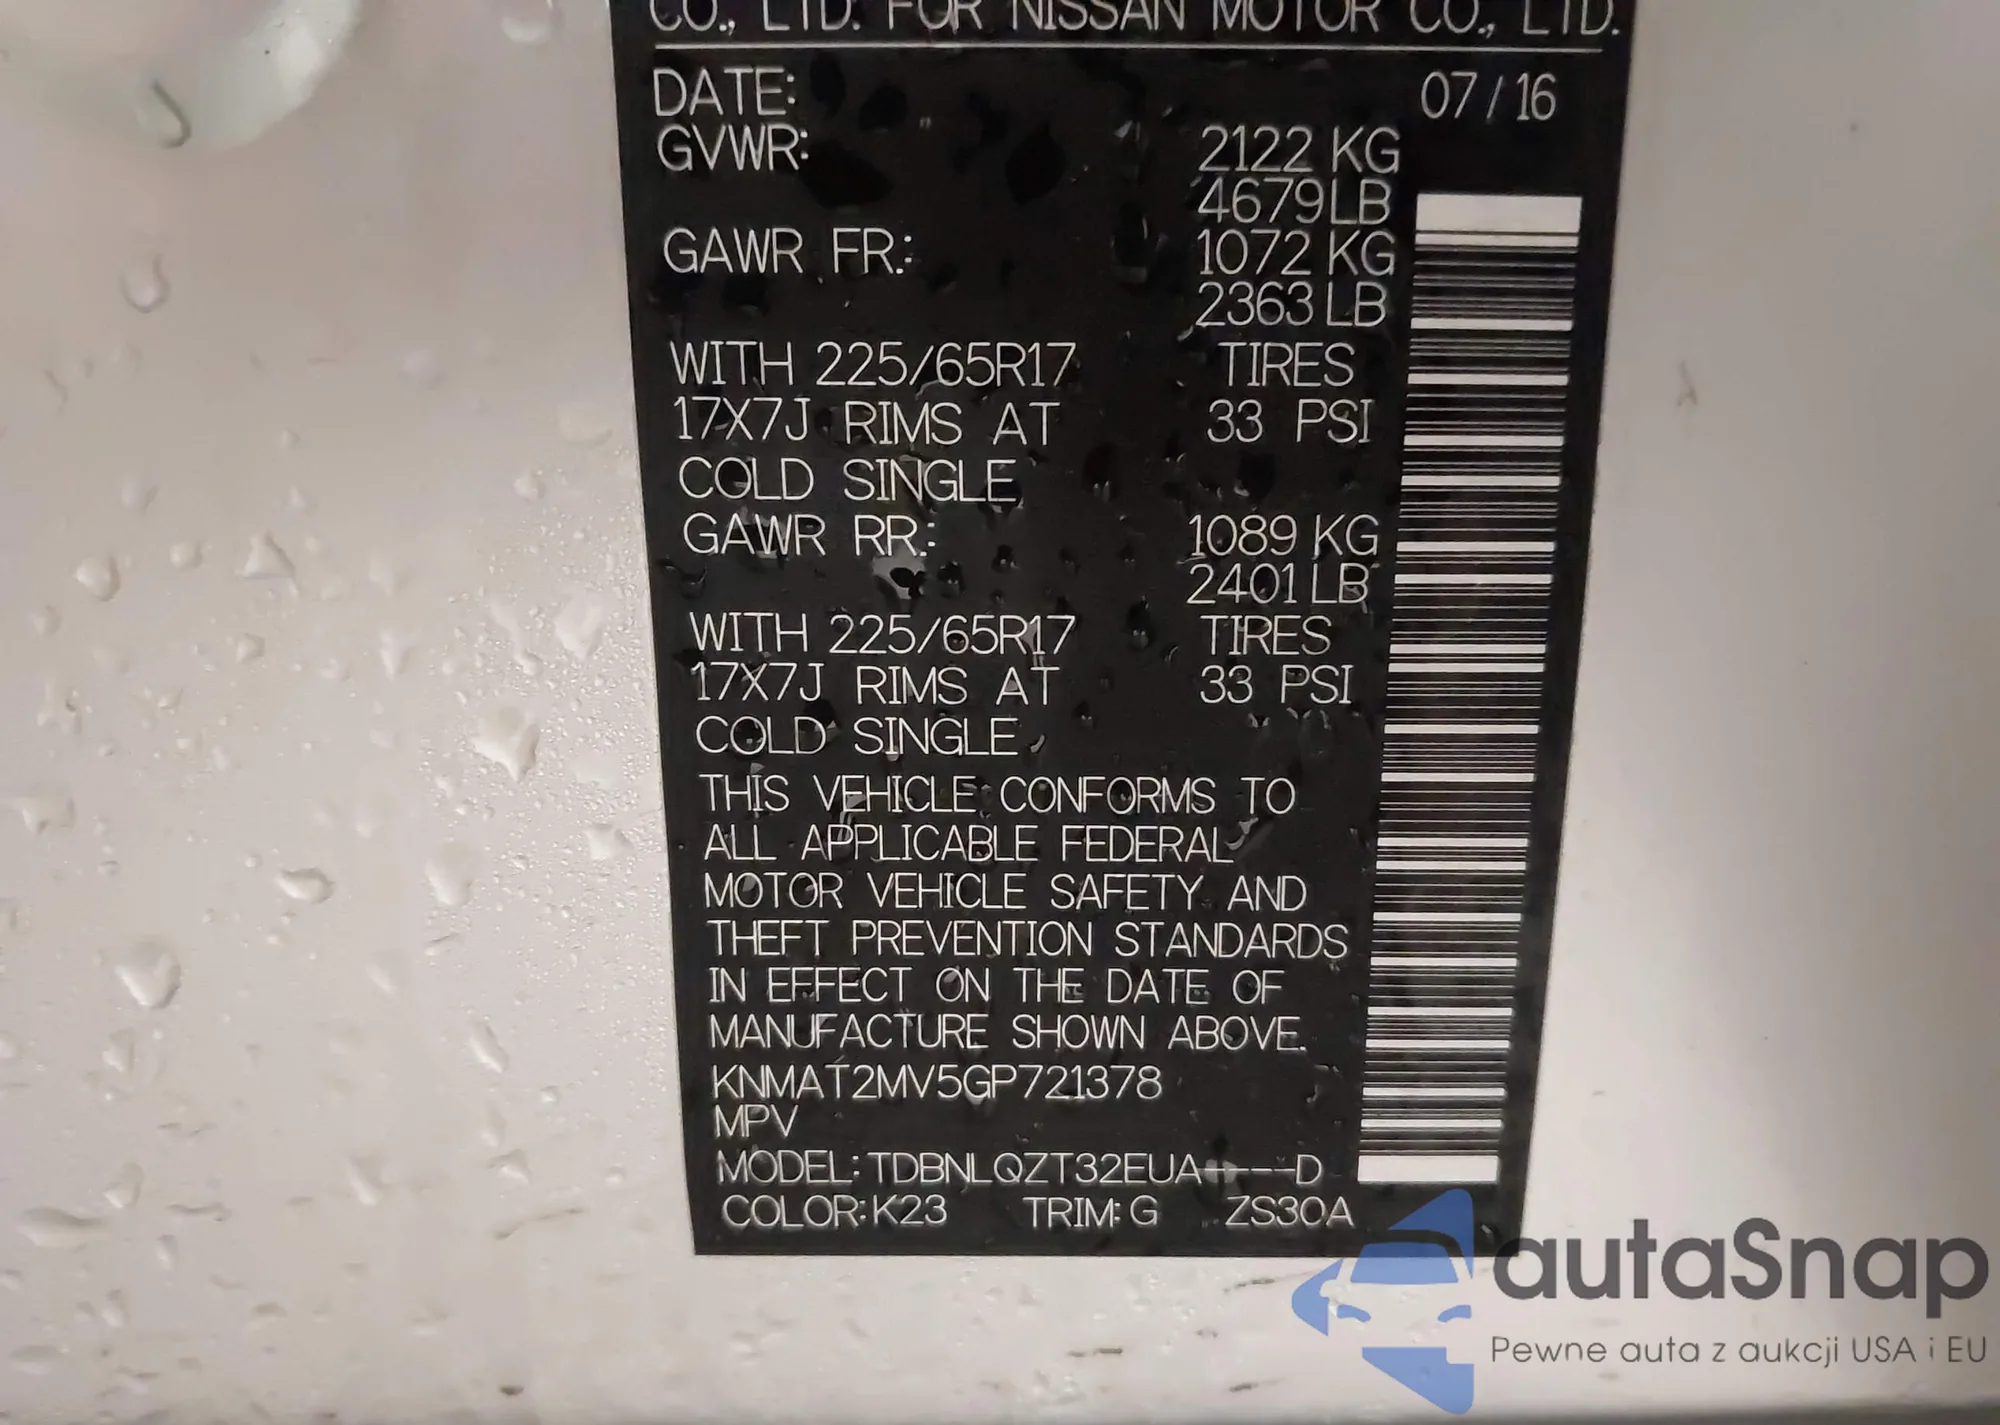 CO., LTD. FOR NISSAN MOTOR CO., LTD.
DATE: 07 / 16
GVWR: 2122 KG
4679 LB
GAWR FR.: 1072 KG
2363 LB
WITH 225/65R17 TIRES
17X7J RIMS AT 33 PSI
COLD SINGLE
GAWR RR.: 1089 KG
2401 LB
WITH 225/65R17 TIRES
17X7J RIMS AT 33 PSI
COLD SINGLE
THIS VEHICLE CONFORMS TO
ALL APPLICABLE FEDERAL
MOTOR VEHICLE SAFETY AND
THEFT PREVENTION STANDARDS
IN EFFECT ON THE DATE OF
MANUFACTURE SHOWN ABOVE.
KNMAT2MV5GP721378
MPV
MODEL: TDBNLQZT32EUA----D
COLOR: K23 TRIM: G ZS30A
autaSnap
Pewne auta z aukcji USA i EU